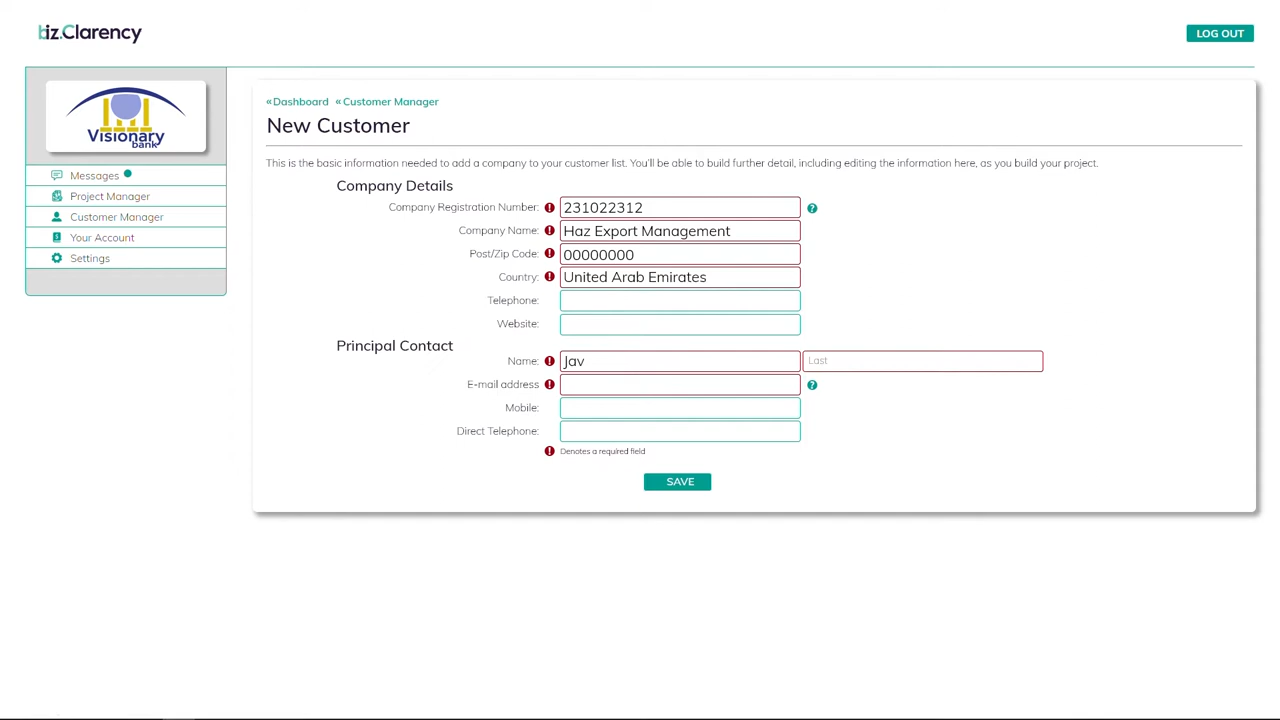 biz.Clarency
LOG OUT
Visionary
bank
Messages
Project Manager
Customer Manager
Your Account
Settings
«Dashboard «Customer Manager
New Customer
This is the basic information needed to add a company to your customer list. You'll be able to build further detail, including editing the information here, as you build your project.
Company Details
Company Registration Number: ! 231022312 ?
Company Name: ! Haz Export Management
Post/Zip Code: ! 00000000
Country: ! United Arab Emirates
Telephone:
Website:
Principal Contact
Name: ! Jav Last
E-mail address ! ?
Mobile:
Direct Telephone:
! Denotes a required field
SAVE